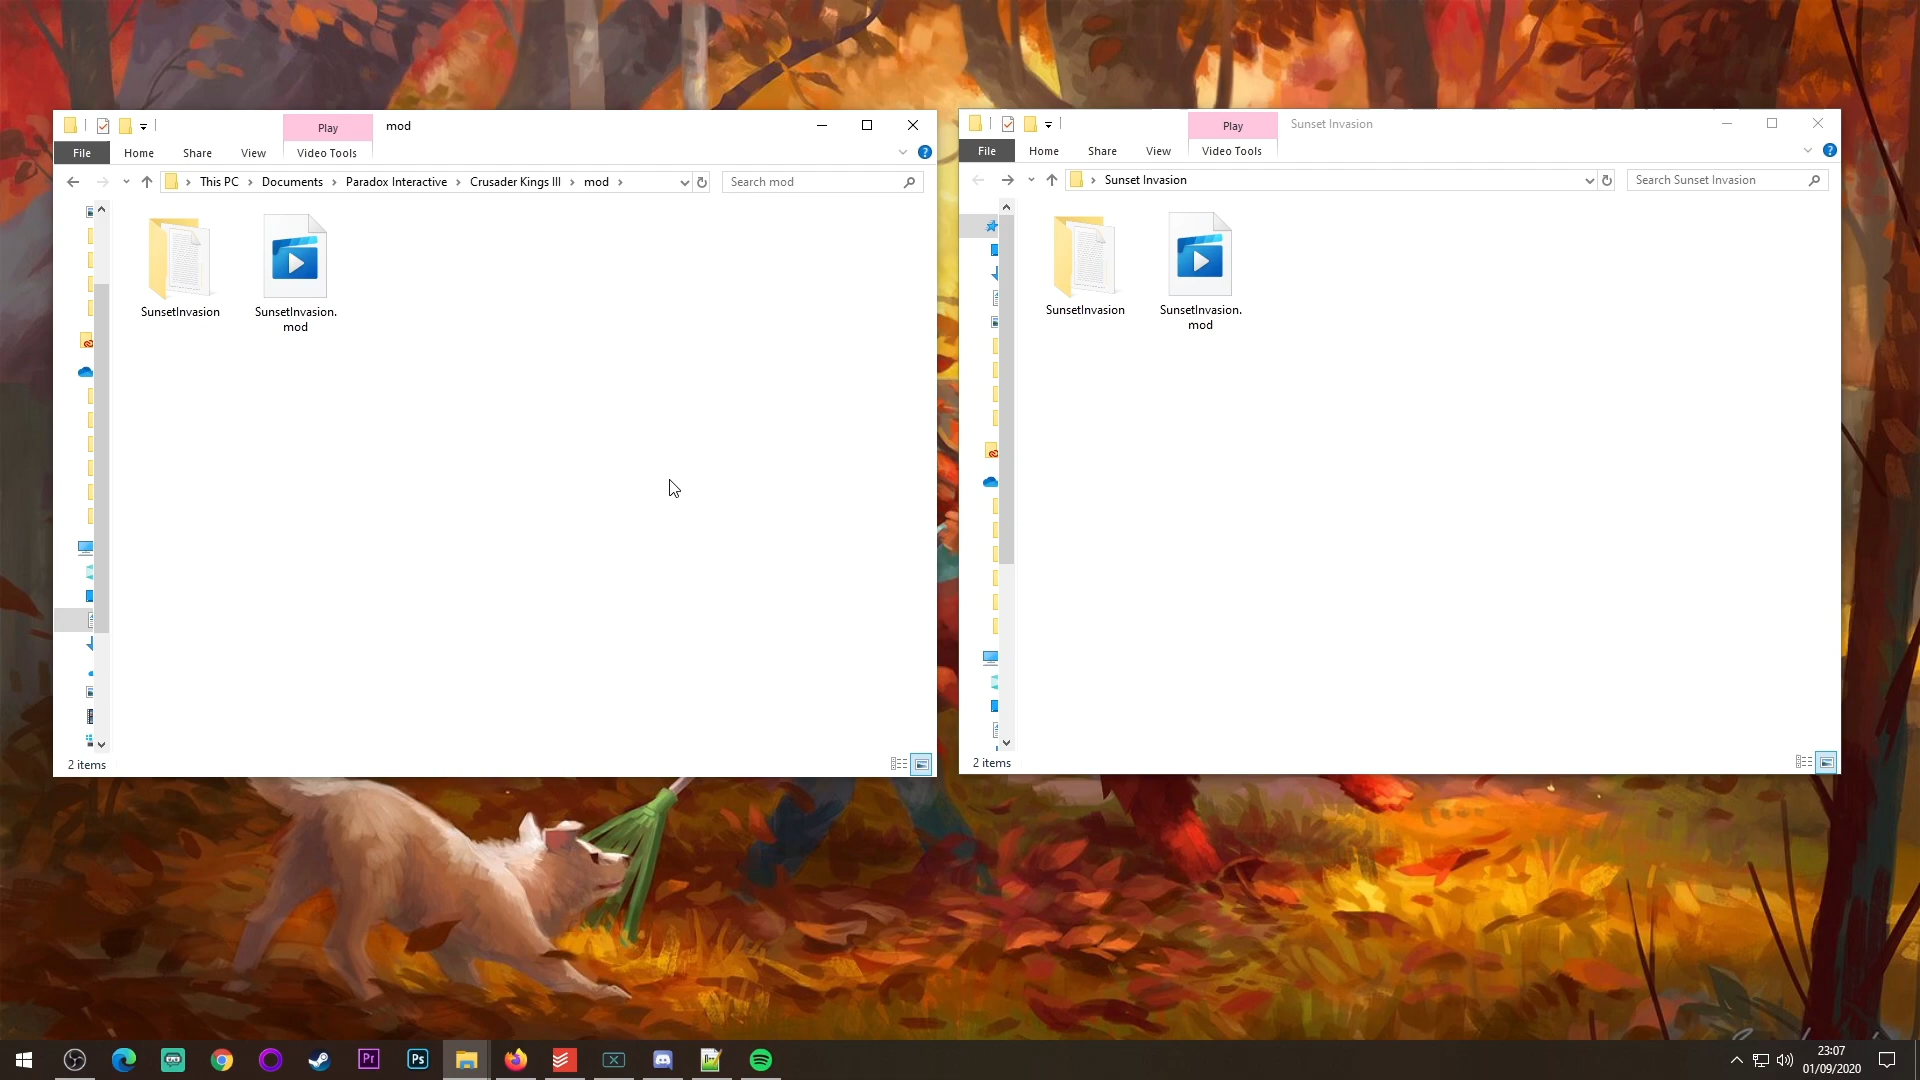 Play
mod
File
Home
Share
View
Video Tools
This PC
Documents
Paradox Interactive
Crusader Kings III
mod
Search mod
SunsetInvasion
SunsetInvasion.
mod
2 items
Play
Sunset Invasion
File
Home
Share
View
Video Tools
Sunset Invasion
Search Sunset Invasion
SunsetInvasion
SunsetInvasion.
mod
2 items
Pr
Ps
23:07
01/09/2020